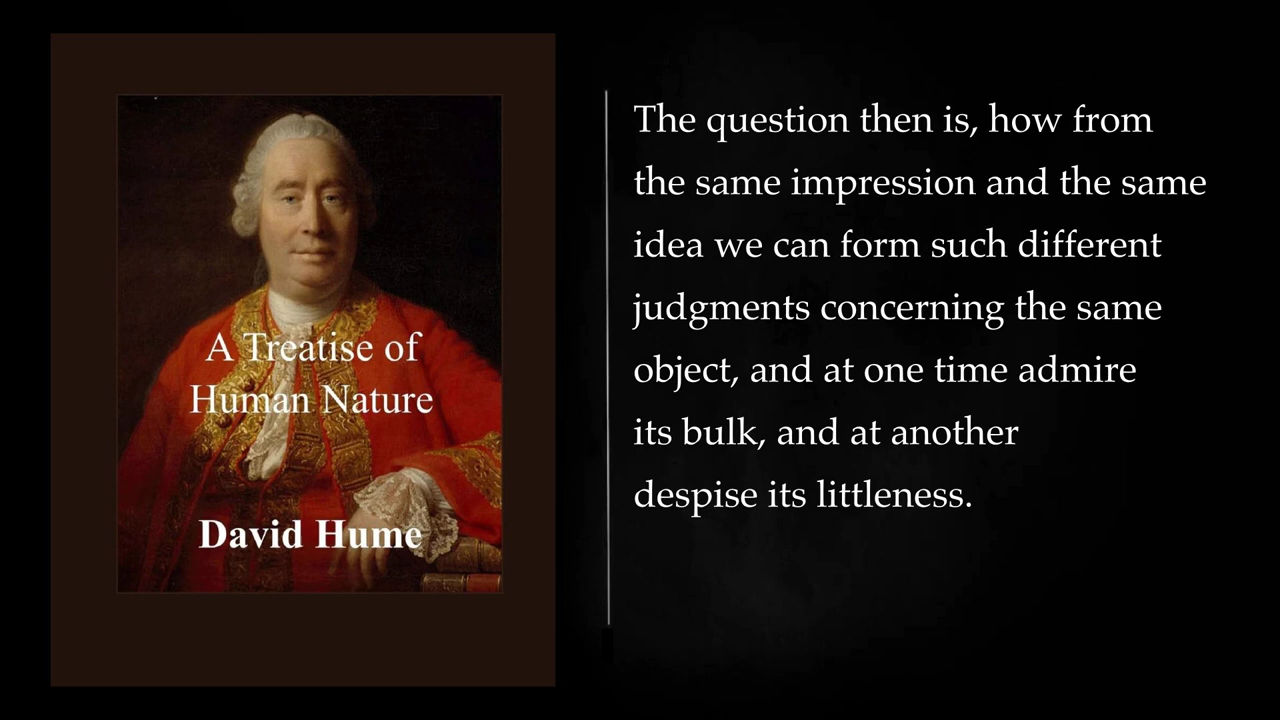 A Treatise of
Human Nature
David Hume
The question then is, how from
the same impression and the same
idea we can form such different
judgments concerning the same
object, and at one time admire
its bulk, and at another
despise its littleness.